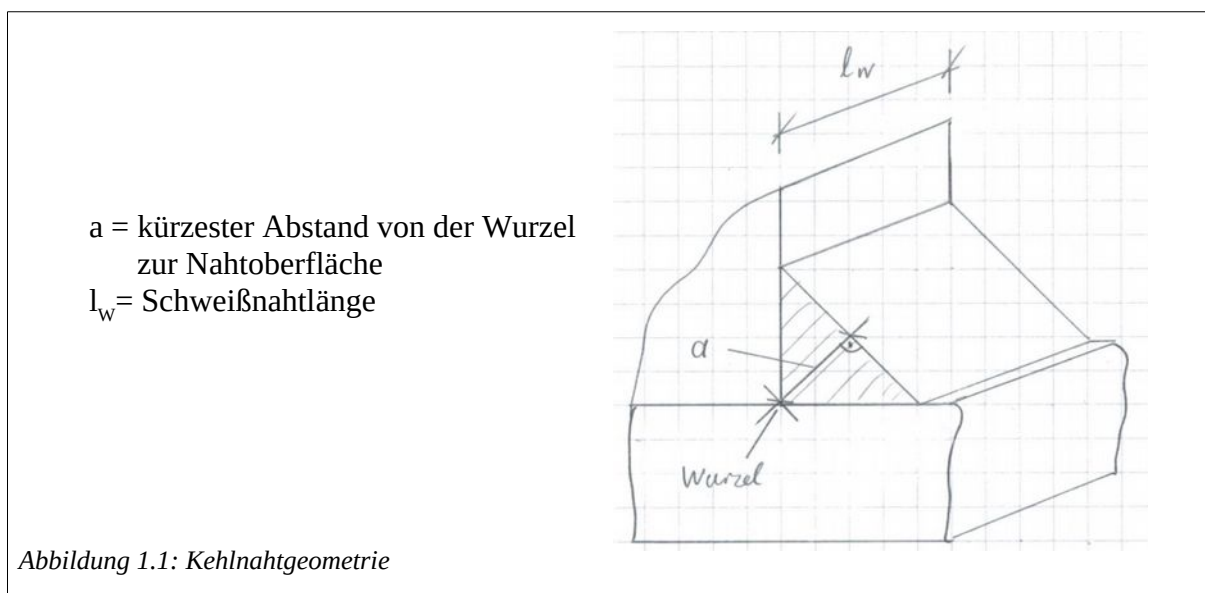 a = kürzester Abstand von der Wurzel
zur Nahtoberfläche
l_w= Schweißnahtlänge
l_w
a
Wurzel
Abbildung 1.1: Kehlnahtgeometrie